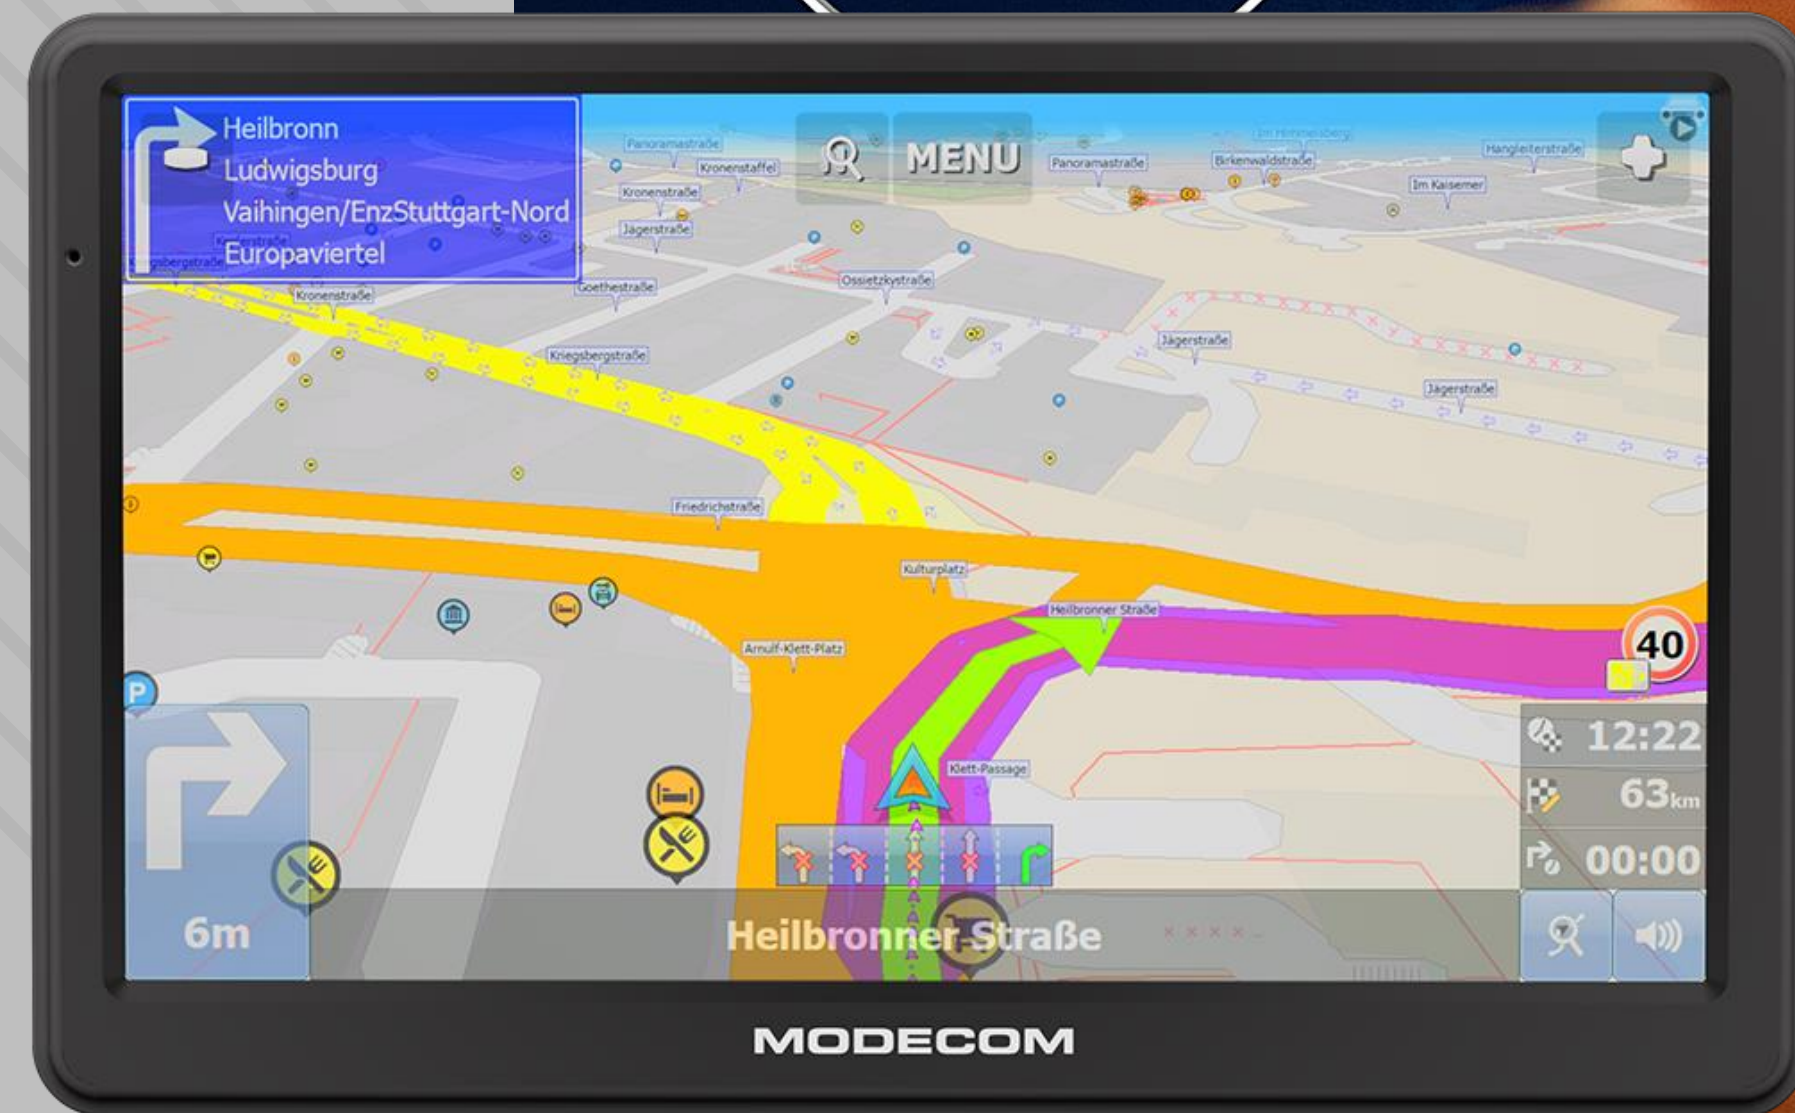 Heilbronn
Ludwigsburg
Vaihingen/EnzStuttgart-Nord
Europaviertel
MENU
Panoramastraße
Kronenstaffel
Kronenstraße
Jägerstraße
Panoramastraße
Birkenwaldstraße
Hangleiterstraße
Im Kaisemer
Goethestraße
Ossietzkystraße
Kronenstraße
Kriegsbergstraße
Jägerstraße
Jägerstraße
Friedrichstraße
Kulturplatz
Heilbronner Straße
Arnulf-Klett-Platz
40
P
Klett-Passage
12:22
63km
00:00
6m
Heilbronner Straße
MODECOM